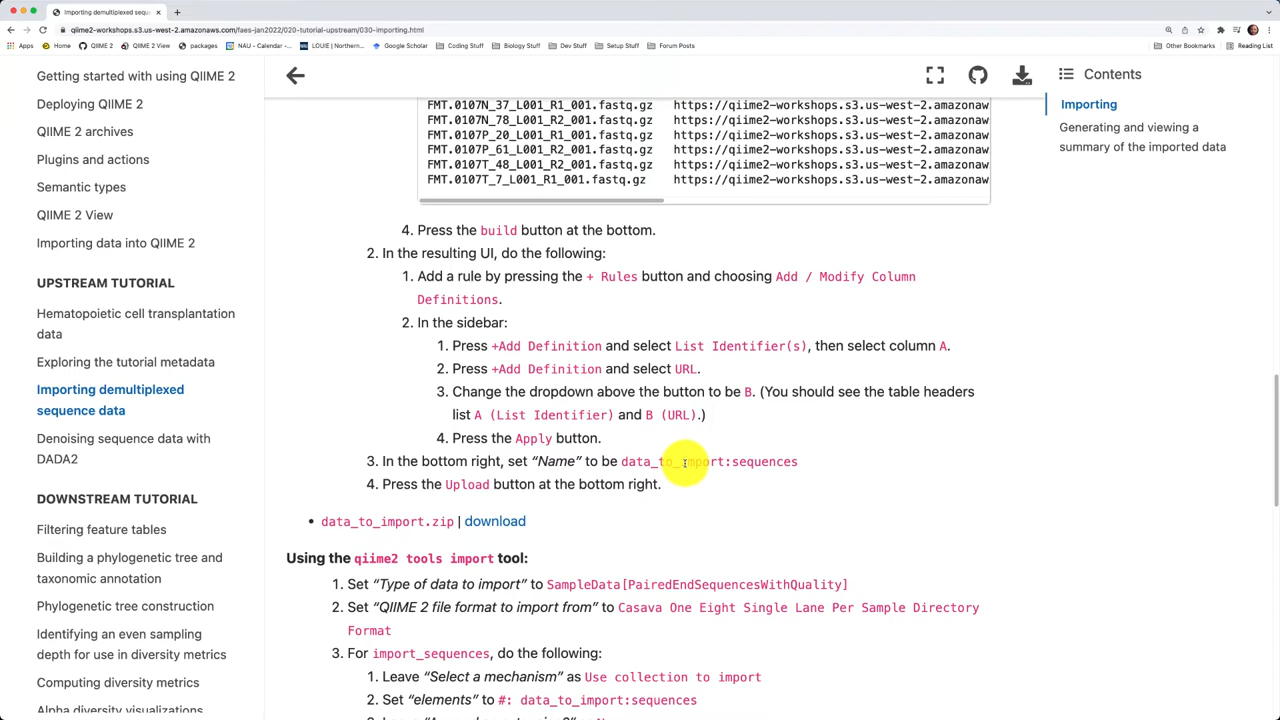 Importing demultiplexed sequ
qiime2-workshops.s3.us-west-2.amazonaws.com/faes-jan2022/020-tutorial-upstream/030-importing.html
Apps Home QIIME 2 QIIME 2 View packages NAU - Calendar -... LOUIE | Northern... Google Scholar Coding Stuff Biology Stuff Dev Stuff Setup Stuff Forum Posts Other Bookmarks Reading List
Getting started with using QIIME 2
Deploying QIIME 2
QIIME 2 archives
Plugins and actions
Semantic types
QIIME 2 View
Importing data into QIIME 2
UPSTREAM TUTORIAL
Hematopoietic cell transplantation
data
Exploring the tutorial metadata
Importing demultiplexed
sequence data
Denoising sequence data with
DADA2
DOWNSTREAM TUTORIAL
Filtering feature tables
Building a phylogenetic tree and
taxonomic annotation
Phylogenetic tree construction
Identifying an even sampling
depth for use in diversity metrics
Computing diversity metrics
Alpha diversity visualizations
FMT.0107N_37_L001_R1_001.fastq.gz https://qiime2-workshops.s3.us-west-2.amazonaw
FMT.0107N_78_L001_R2_001.fastq.gz https://qiime2-workshops.s3.us-west-2.amazonaw
FMT.0107P_20_L001_R1_001.fastq.gz https://qiime2-workshops.s3.us-west-2.amazonaw
FMT.0107P_61_L001_R2_001.fastq.gz https://qiime2-workshops.s3.us-west-2.amazonaw
FMT.0107T_48_L001_R2_001.fastq.gz https://qiime2-workshops.s3.us-west-2.amazonaw
FMT.0107T_7_L001_R1_001.fastq.gz https://qiime2-workshops.s3.us-west-2.amazonaw
4. Press the build button at the bottom.
2. In the resulting UI, do the following:
1. Add a rule by pressing the + Rules button and choosing Add / Modify Column
Definitions.
2. In the sidebar:
1. Press +Add Definition and select List Identifier(s), then select column A.
2. Press +Add Definition and select URL.
3. Change the dropdown above the button to be B. (You should see the table headers
list A (List Identifier) and B (URL).)
4. Press the Apply button.
3. In the bottom right, set “Name” to be data_to_import:sequences
4. Press the Upload button at the bottom right.
• data_to_import.zip | download
Using the qiime2 tools import tool:
1. Set “Type of data to import” to SampleData[PairedEndSequencesWithQuality]
2. Set “QIIME 2 file format to import from” to Casava One Eight Single Lane Per Sample Directory
Format
3. For import_sequences, do the following:
1. Leave “Select a mechanism” as Use collection to import
2. Set “elements” to #: data_to_import:sequences
Contents
Importing
Generating and viewing a
summary of the imported data